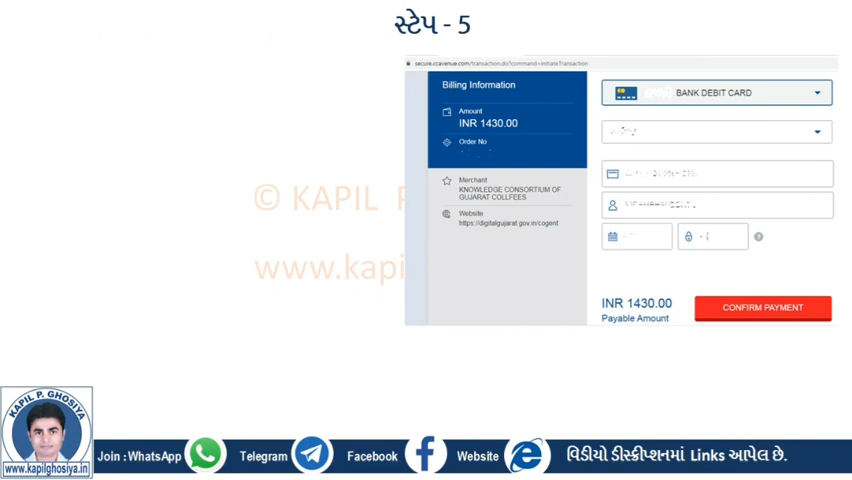 સ્ટેપ - 5
secure.ccavenue.com/transaction.do?command=initiateTransaction
Billing Information
Amount
INR 1430.00
Order No
Merchant
KNOWLEDGE CONSORTIUM OF
GUJARAT COLLFEES
Website
https://digitalgujarat.gov.in/cogent
BANK DEBIT CARD
INR 1430.00
Payable Amount
CONFIRM PAYMENT
© KAPIL P
www.kapi
KAPIL P. GHOSIYA
www.kapilghosiya.in
Join : WhatsApp
Telegram
Facebook
Website
વિડીયો ડીસ્ક્રીપ્શનમાં Links આપેલ છે.